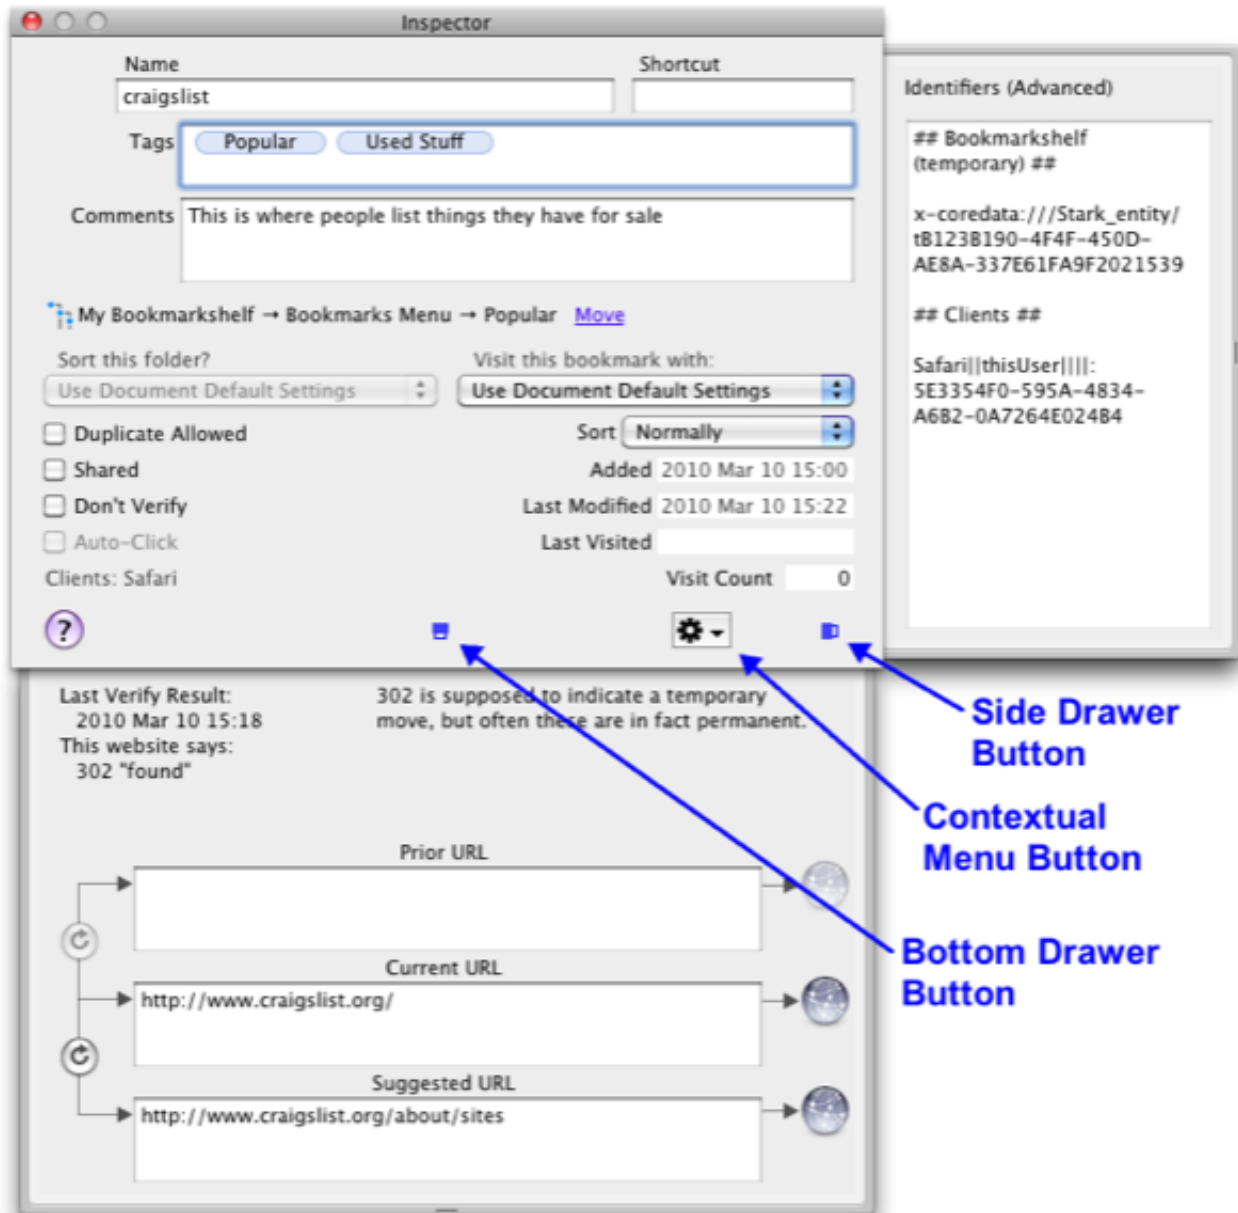 Inspector
Name
Shortcut
craigslist
Tags
Popular
Used Stuff
Comments
This is where people list things they have for sale
My Bookmarkshelf → Bookmarks Menu → Popular Move
Sort this folder?
Visit this bookmark with:
Use Document Default Settings
Use Document Default Settings
Duplicate Allowed
Sort Normally
Shared
Added 2010 Mar 10 15:00
Don't Verify
Last Modified 2010 Mar 10 15:22
Auto-Click
Last Visited
Clients: Safari
Visit Count 0
?
Identifiers (Advanced)
## Bookmarkshelf
(temporary) ##
x-coredata:///Stark_entity/
tB123B190-4F4F-450D-
AE8A-337E61FA9F2021539
## Clients ##
Safari||thisUser||||:
5E3354F0-595A-4834-
A6B2-0A7264E024B4
Last Verify Result:
2010 Mar 10 15:18
This website says:
302 "found"
302 is supposed to indicate a temporary
move, but often these are in fact permanent.
Side Drawer
Button
Contextual
Menu Button
Bottom Drawer
Button
Prior URL
Current URL
http://www.craigslist.org/
Suggested URL
http://www.craigslist.org/about/sites